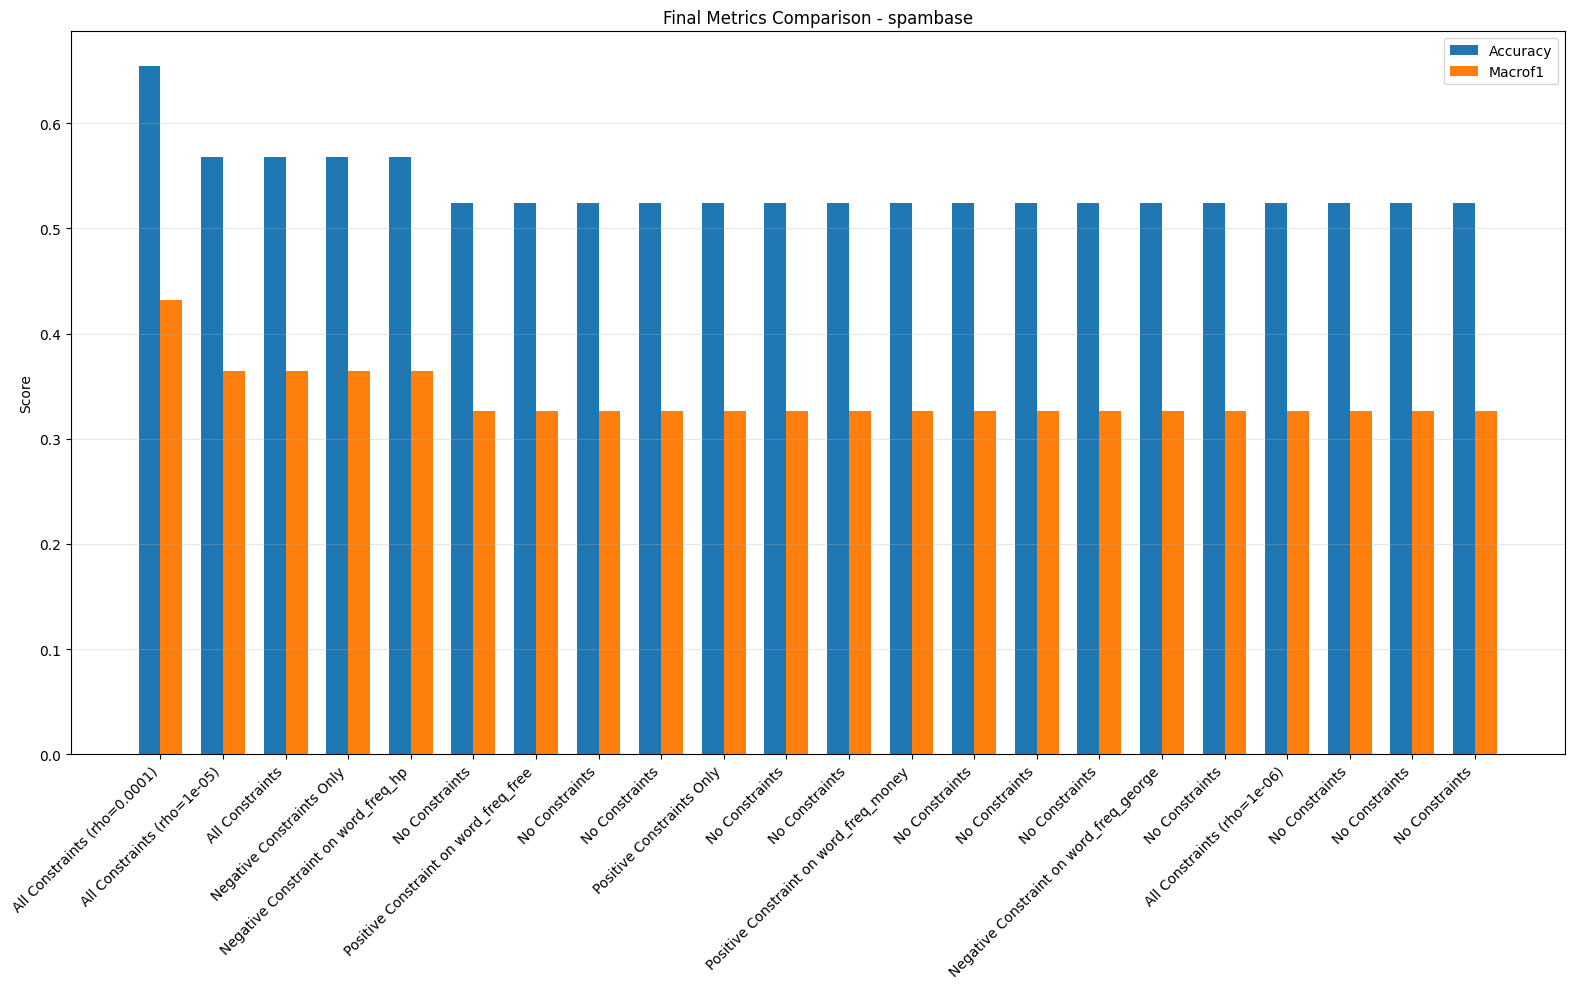 Final Metrics Comparison - spambase
Accuracy
Macrof1
Score
0.6
0.5
0.4
0.3
0.2
0.1
0.0
All Constraints (rho=0.0001)
All Constraints (rho=1e-05)
All Constraints
Negative Constraints Only
Negative Constraint on word_freq_hp
No Constraints
Positive Constraint on word_freq_free
No Constraints
No Constraints
Positive Constraints Only
No Constraints
No Constraints
Positive Constraint on word_freq_money
No Constraints
No Constraints
No Constraints
Negative Constraint on word_freq_george
No Constraints
All Constraints (rho=1e-06)
No Constraints
No Constraints
No Constraints